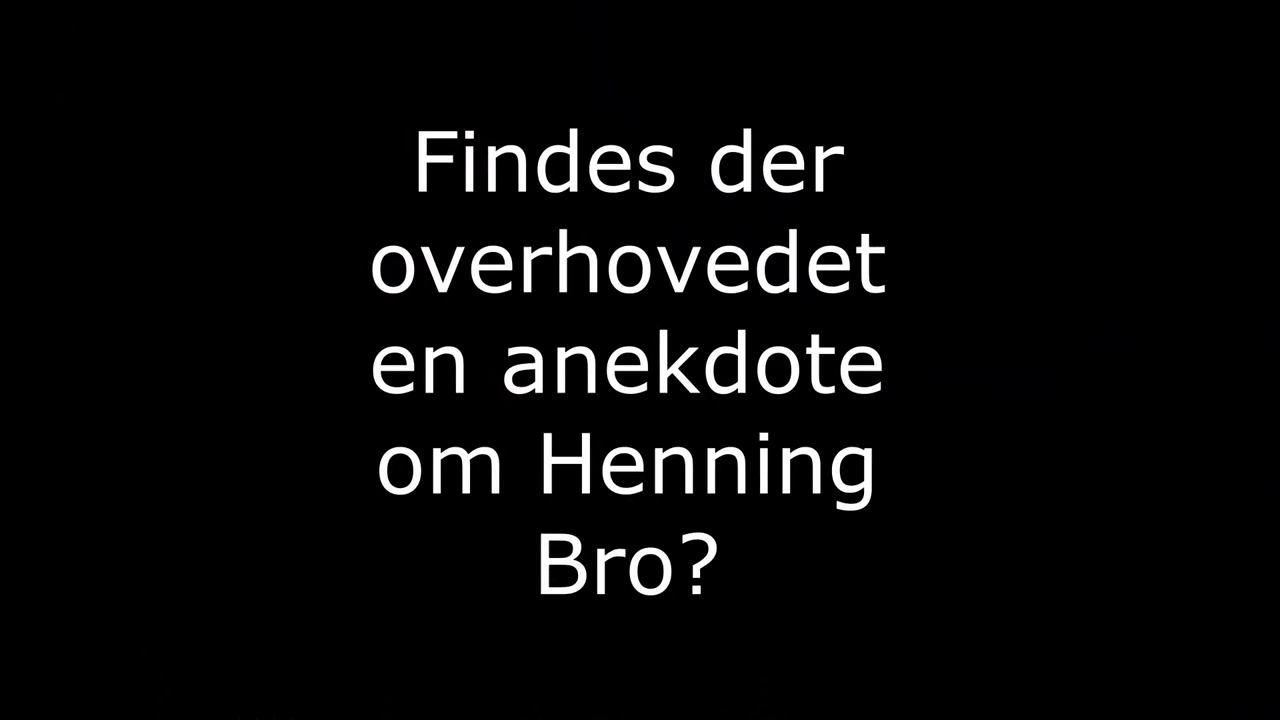 Findes der
overhovedet
en anekdote
om Henning
Bro?